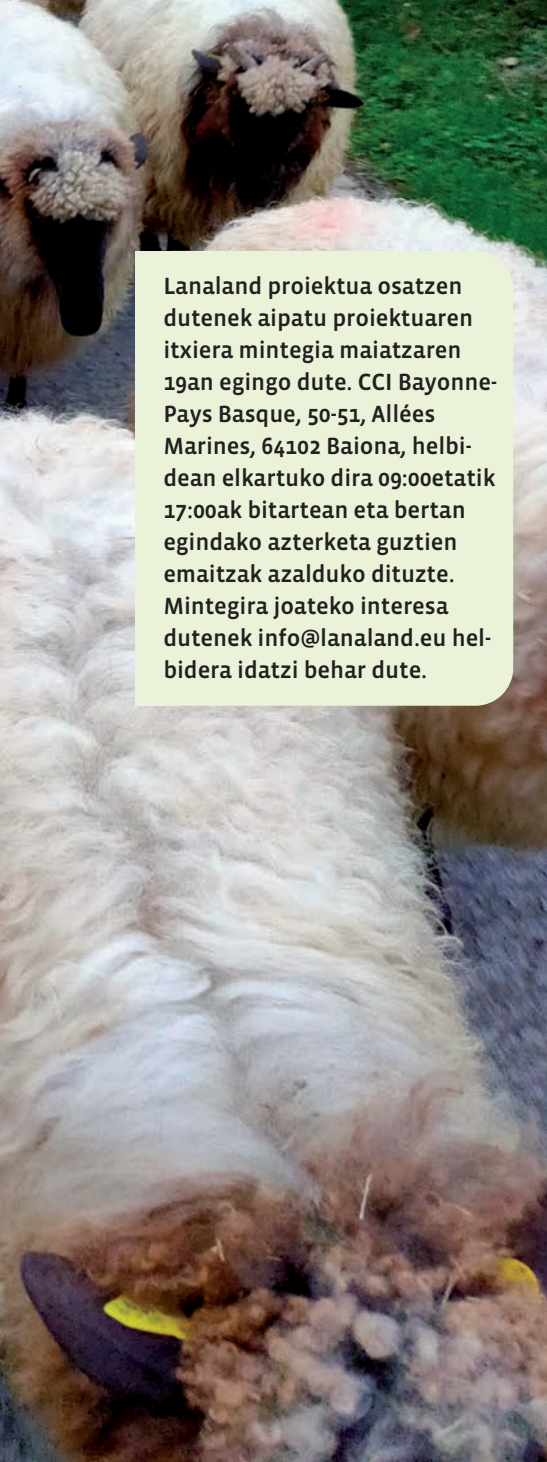 Lanaland proiektua osatzen
dutenek aipatu proiektuaren
itxiera mintegia maiatzaren
19an egingo dute. CCI Bayonne-
Pays Basque, 50-51, Allées
Marines, 64102 Baiona, helbi-
dean elkartuko dira 09:00etatik
17:00ak bitartean eta bertan
egindako azterketa guztien
emaitzak azalduko dituzte.
Mintegira joateko interesa
dutenek info@lanaland.eu hel-
bidera idatzi behar dute.